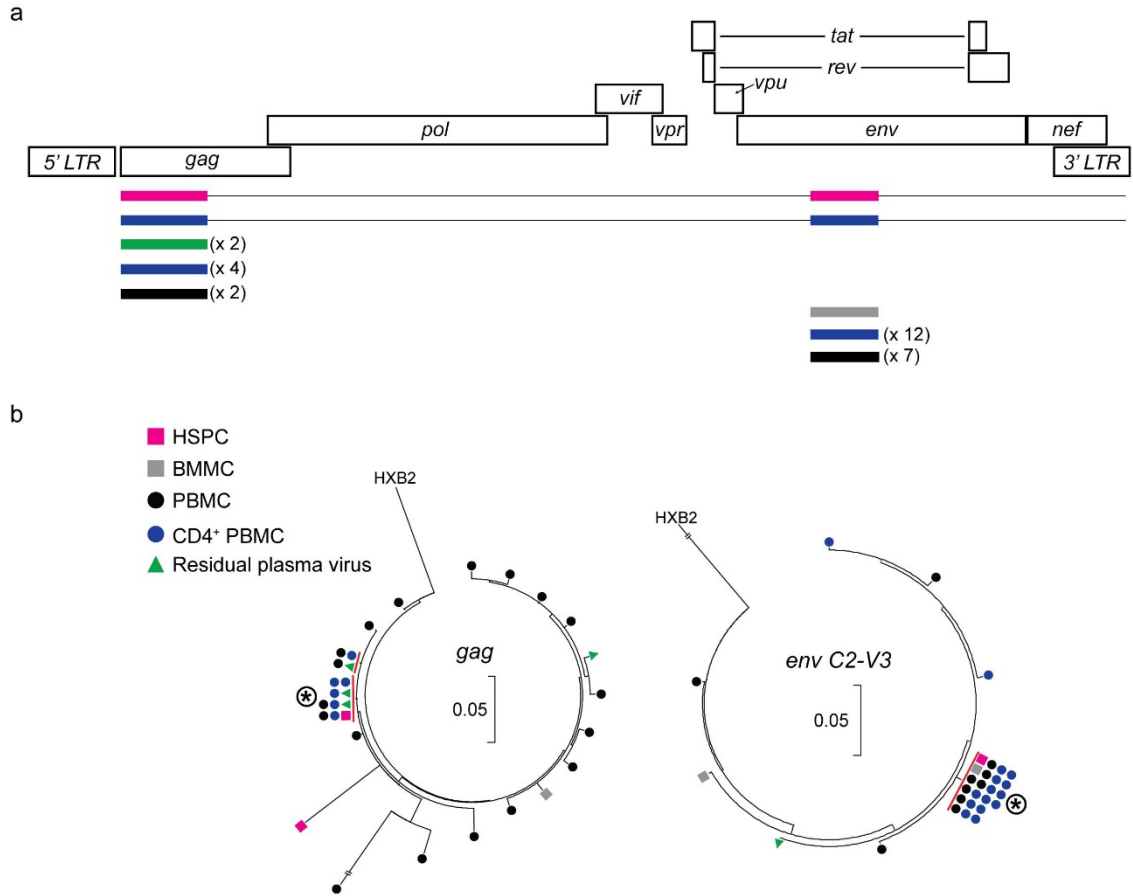 a
tat
rev
vpu
vif
pol
vpr
env
nef
5' LTR
gag
3' LTR
(x 2)
(x 4)
(x 2)
(x 12)
(x 7)
b
HSPC
BMMC
PBMC
CD4⁺ PBMC
Residual plasma virus
HXB2
gag
0.05
*
HXB2
env C2-V3
0.05
*